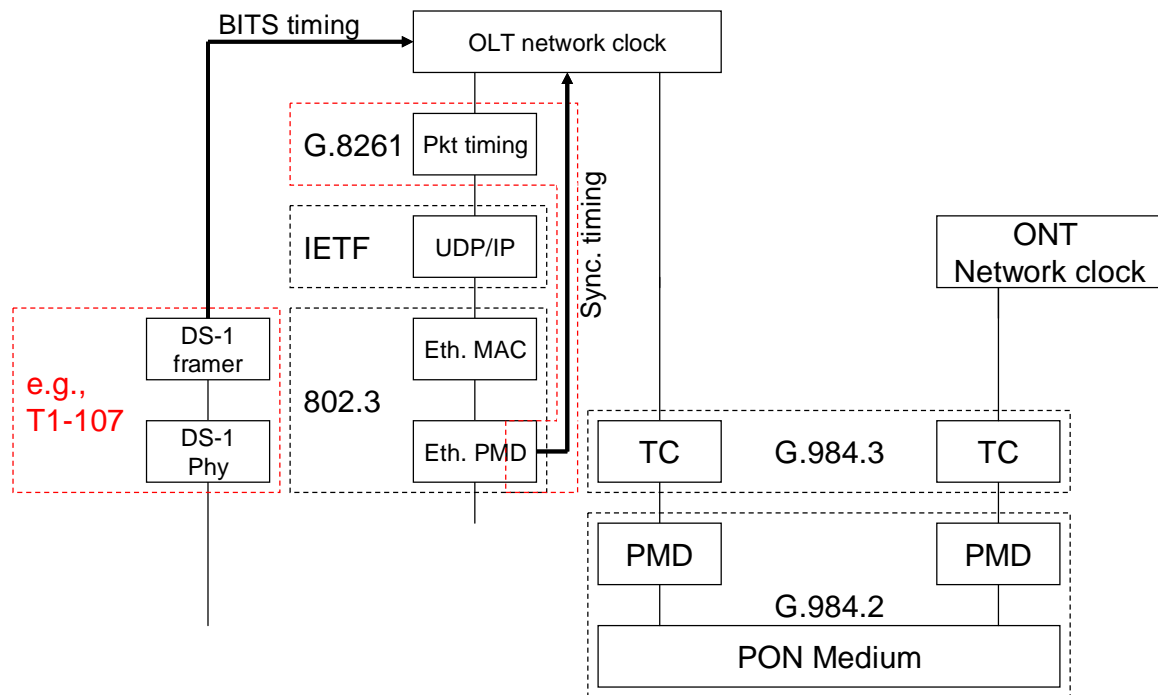 BITS timing
OLT network clock
G.8261
Pkt timing
IETF
UDP/IP
Sync. timing
ONT
Network clock
e.g.,
T1-107
DS-1
framer
DS-1
Phy
802.3
Eth. MAC
Eth. PMD
TC
G.984.3
TC
PMD
PMD
G.984.2
PON Medium